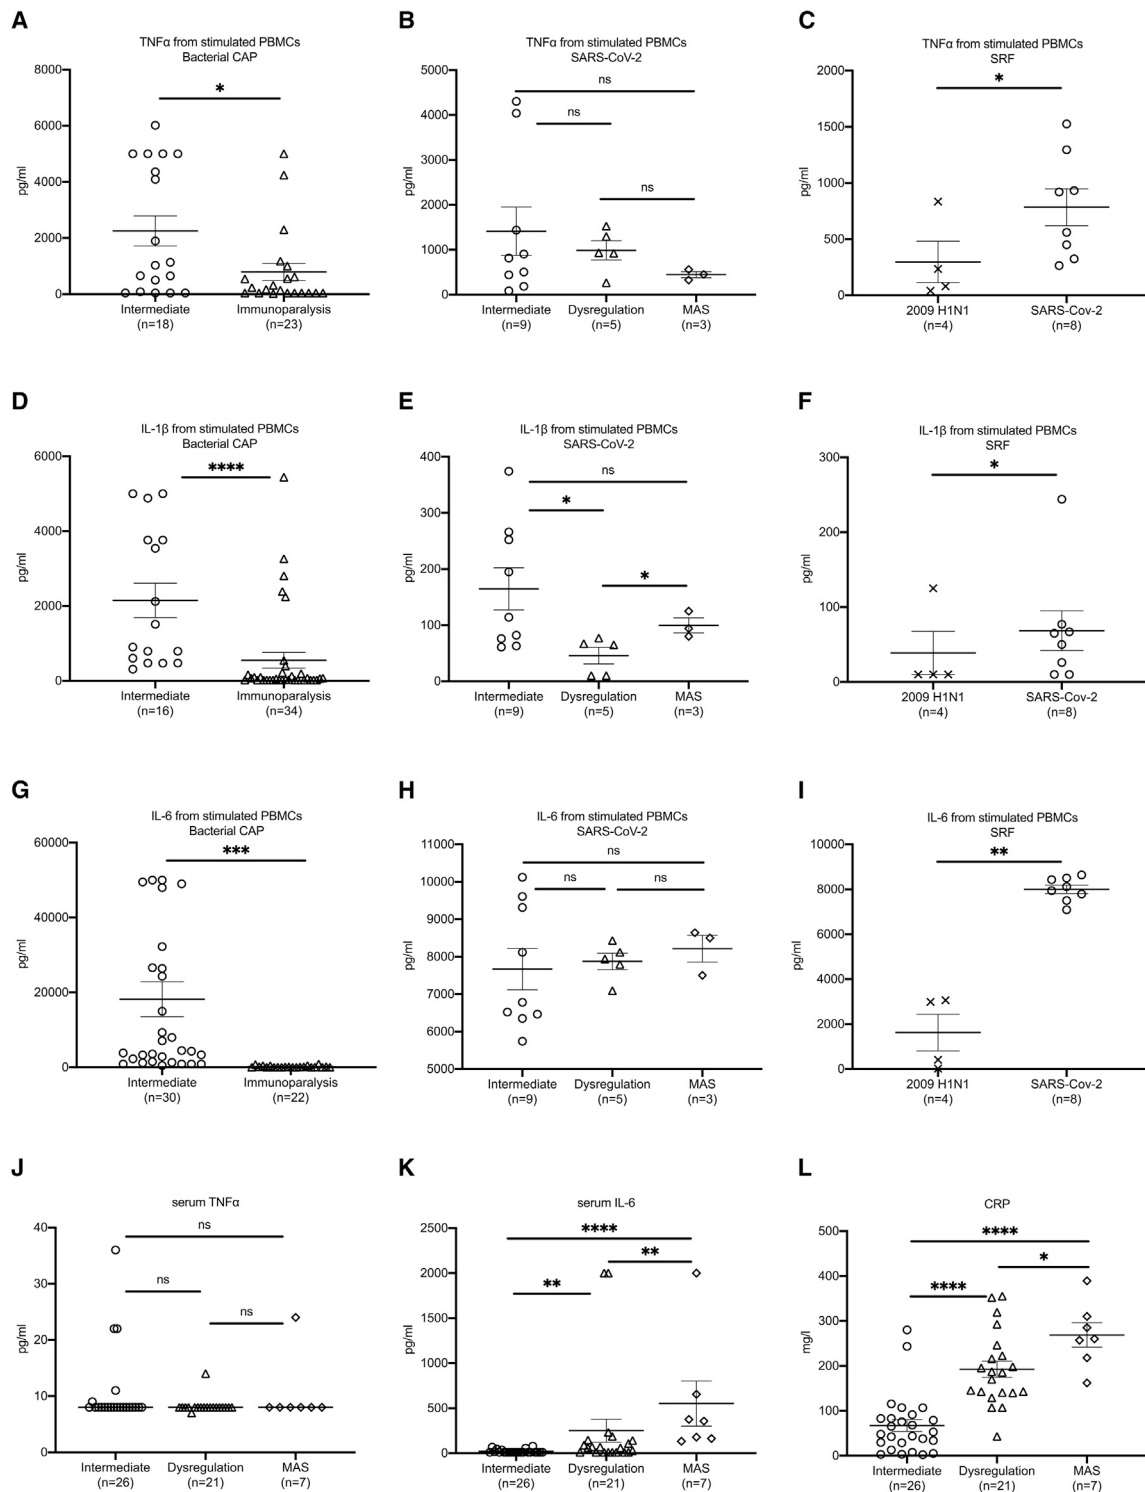 A
TNFα from stimulated PBMCs
Bacterial CAP
8000
6000
4000
2000
0
pg/ml
*
Intermediate
(n=18)
Immunoparalysis
(n=23)
B
TNFα from stimulated PBMCs
SARS-CoV-2
5000
4000
3000
2000
1000
0
pg/ml
ns
ns
ns
Intermediate
(n=9)
Dysregulation
(n=5)
MAS
(n=3)
C
TNFα from stimulated PBMCs
SRF
2000
1500
1000
500
0
pg/ml
*
2009 H1N1
(n=4)
SARS-Cov-2
(n=8)
D
IL-1β from stimulated PBMCs
Bacterial CAP
6000
4000
2000
0
pg/ml
****
Intermediate
(n=16)
Immunoparalysis
(n=34)
E
IL-1β from stimulated PBMCs
SARS-CoV-2
400
300
200
100
0
pg/ml
ns
*
*
Intermediate
(n=9)
Dysregulation
(n=5)
MAS
(n=3)
F
IL-1β from stimulated PBMCs
SRF
300
200
100
0
pg/ml
*
2009 H1N1
(n=4)
SARS-Cov-2
(n=8)
G
IL-6 from stimulated PBMCs
Bacterial CAP
60000
40000
20000
0
pg/ml
***
Intermediate
(n=30)
Immunoparalysis
(n=22)
H
IL-6 from stimulated PBMCs
SARS-CoV-2
11000
10000
9000
8000
7000
6000
5000
pg/ml
ns
ns
ns
Intermediate
(n=9)
Dysregulation
(n=5)
MAS
(n=3)
I
IL-6 from stimulated PBMCs
SRF
10000
8000
6000
4000
2000
0
pg/ml
**
2009 H1N1
(n=4)
SARS-Cov-2
(n=8)
J
serum TNFα
40
30
20
10
0
pg/ml
ns
ns
ns
Intermediate
(n=26)
Dysregulation
(n=21)
MAS
(n=7)
K
serum IL-6
2500
2000
1500
1000
500
0
pg/ml
****
**
**
Intermediate
(n=26)
Dysregulation
(n=21)
MAS
(n=7)
L
CRP
500
400
300
200
100
0
mg/l
****
*
****
Intermediate
(n=26)
Dysregulation
(n=21)
MAS
(n=7)